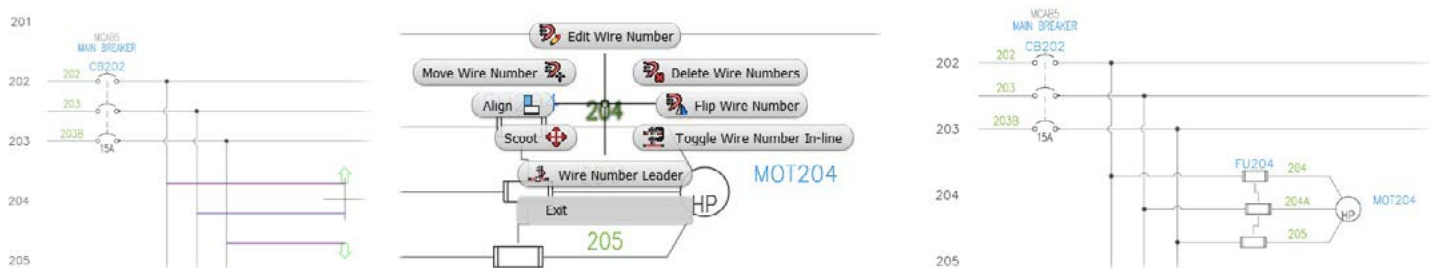 201
MCAB5
MAIN BREAKER
CB202
202
202
203
203B
203
15A
204
205
Edit Wire Number
Move Wire Number
Delete Wire Numbers
Align
204
Flip Wire Number
Scoot
Toggle Wire Number In-line
Wire Number Leader
MOT204
Exit
HP
205
MCAB5
MAIN BREAKER
CB202
202
202
203
203B
203
15A
FU204
204
204
204A
MOT204
HP
205
205